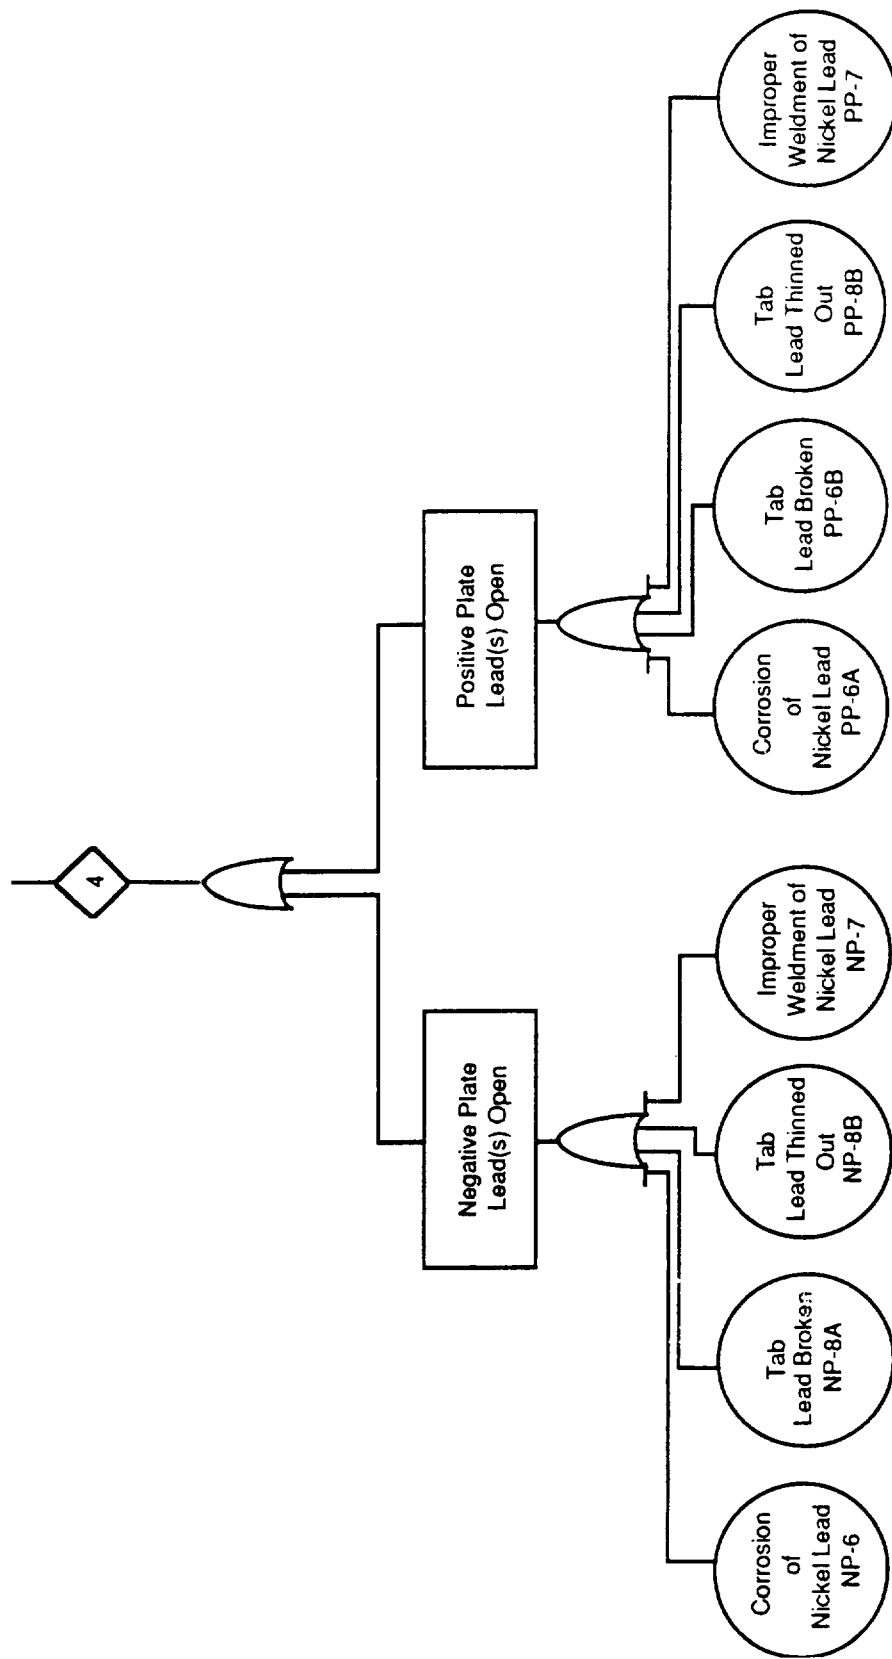 4
Negative Plate
Lead(s) Open
Positive Plate
Lead(s) Open
Corrosion
of
Nickel Lead
NP-6
Tab
Lead Broken
NP-8A
Tab
Lead Thinned
Out
NP-8B
Improper
Weldment of
Nickel Lead
NP-7
Corrosion
of
Nickel Lead
PP-6A
Tab
Lead Broken
PP-6B
Tab
Lead Thinned
Out
PP-8B
Improper
Weldment of
Nickel Lead
PP-7